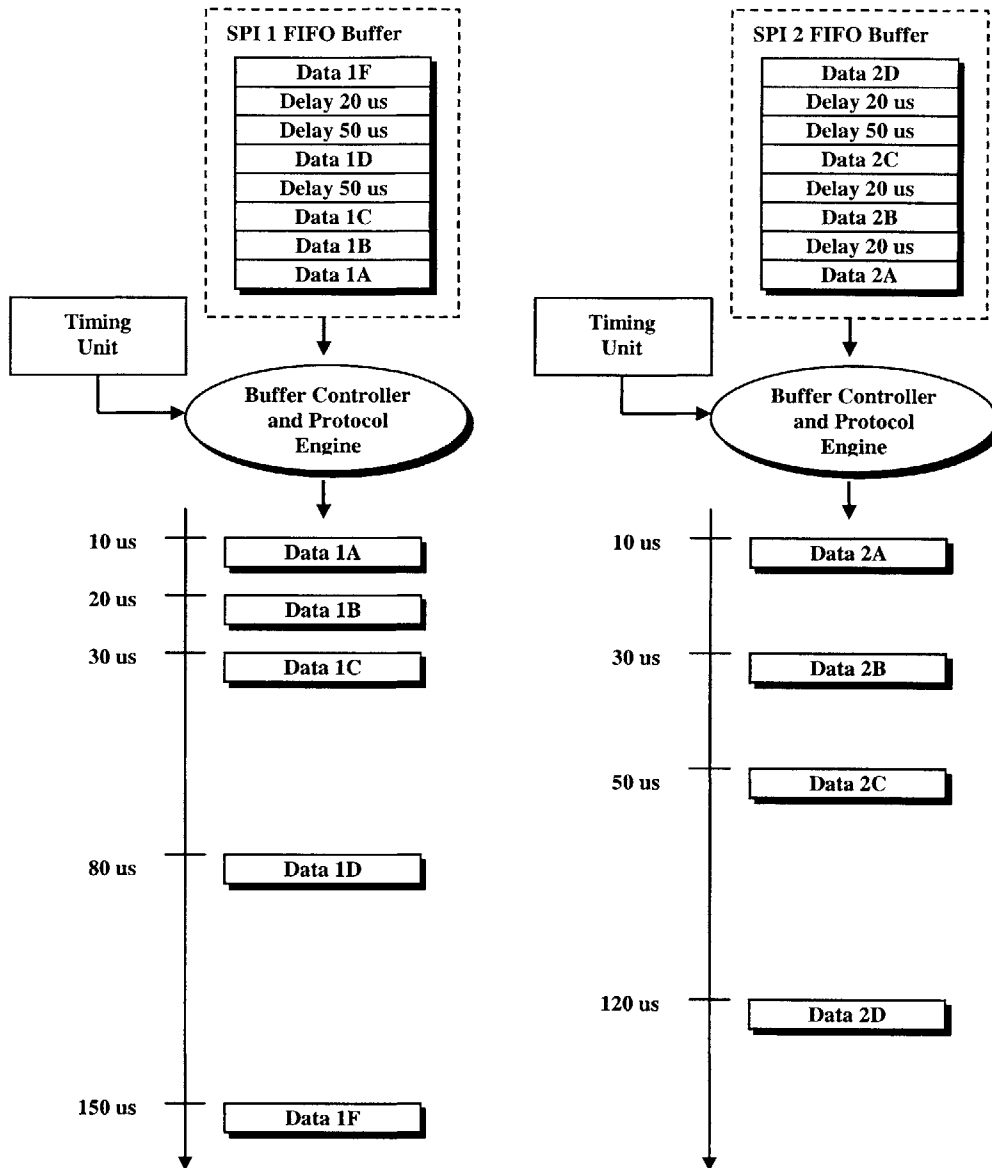 SPI 1 FIFO Buffer
Data 1F
Delay 20 us
Delay 50 us
Data 1D
Delay 50 us
Data 1C
Data 1B
Data 1A
Timing
Unit
Buffer Controller
and Protocol
Engine
10 us
Data 1A
20 us
Data 1B
30 us
Data 1C
80 us
Data 1D
150 us
Data 1F
SPI 2 FIFO Buffer
Data 2D
Delay 20 us
Delay 50 us
Data 2C
Delay 20 us
Data 2B
Delay 20 us
Data 2A
Timing
Unit
Buffer Controller
and Protocol
Engine
10 us
Data 2A
30 us
Data 2B
50 us
Data 2C
120 us
Data 2D